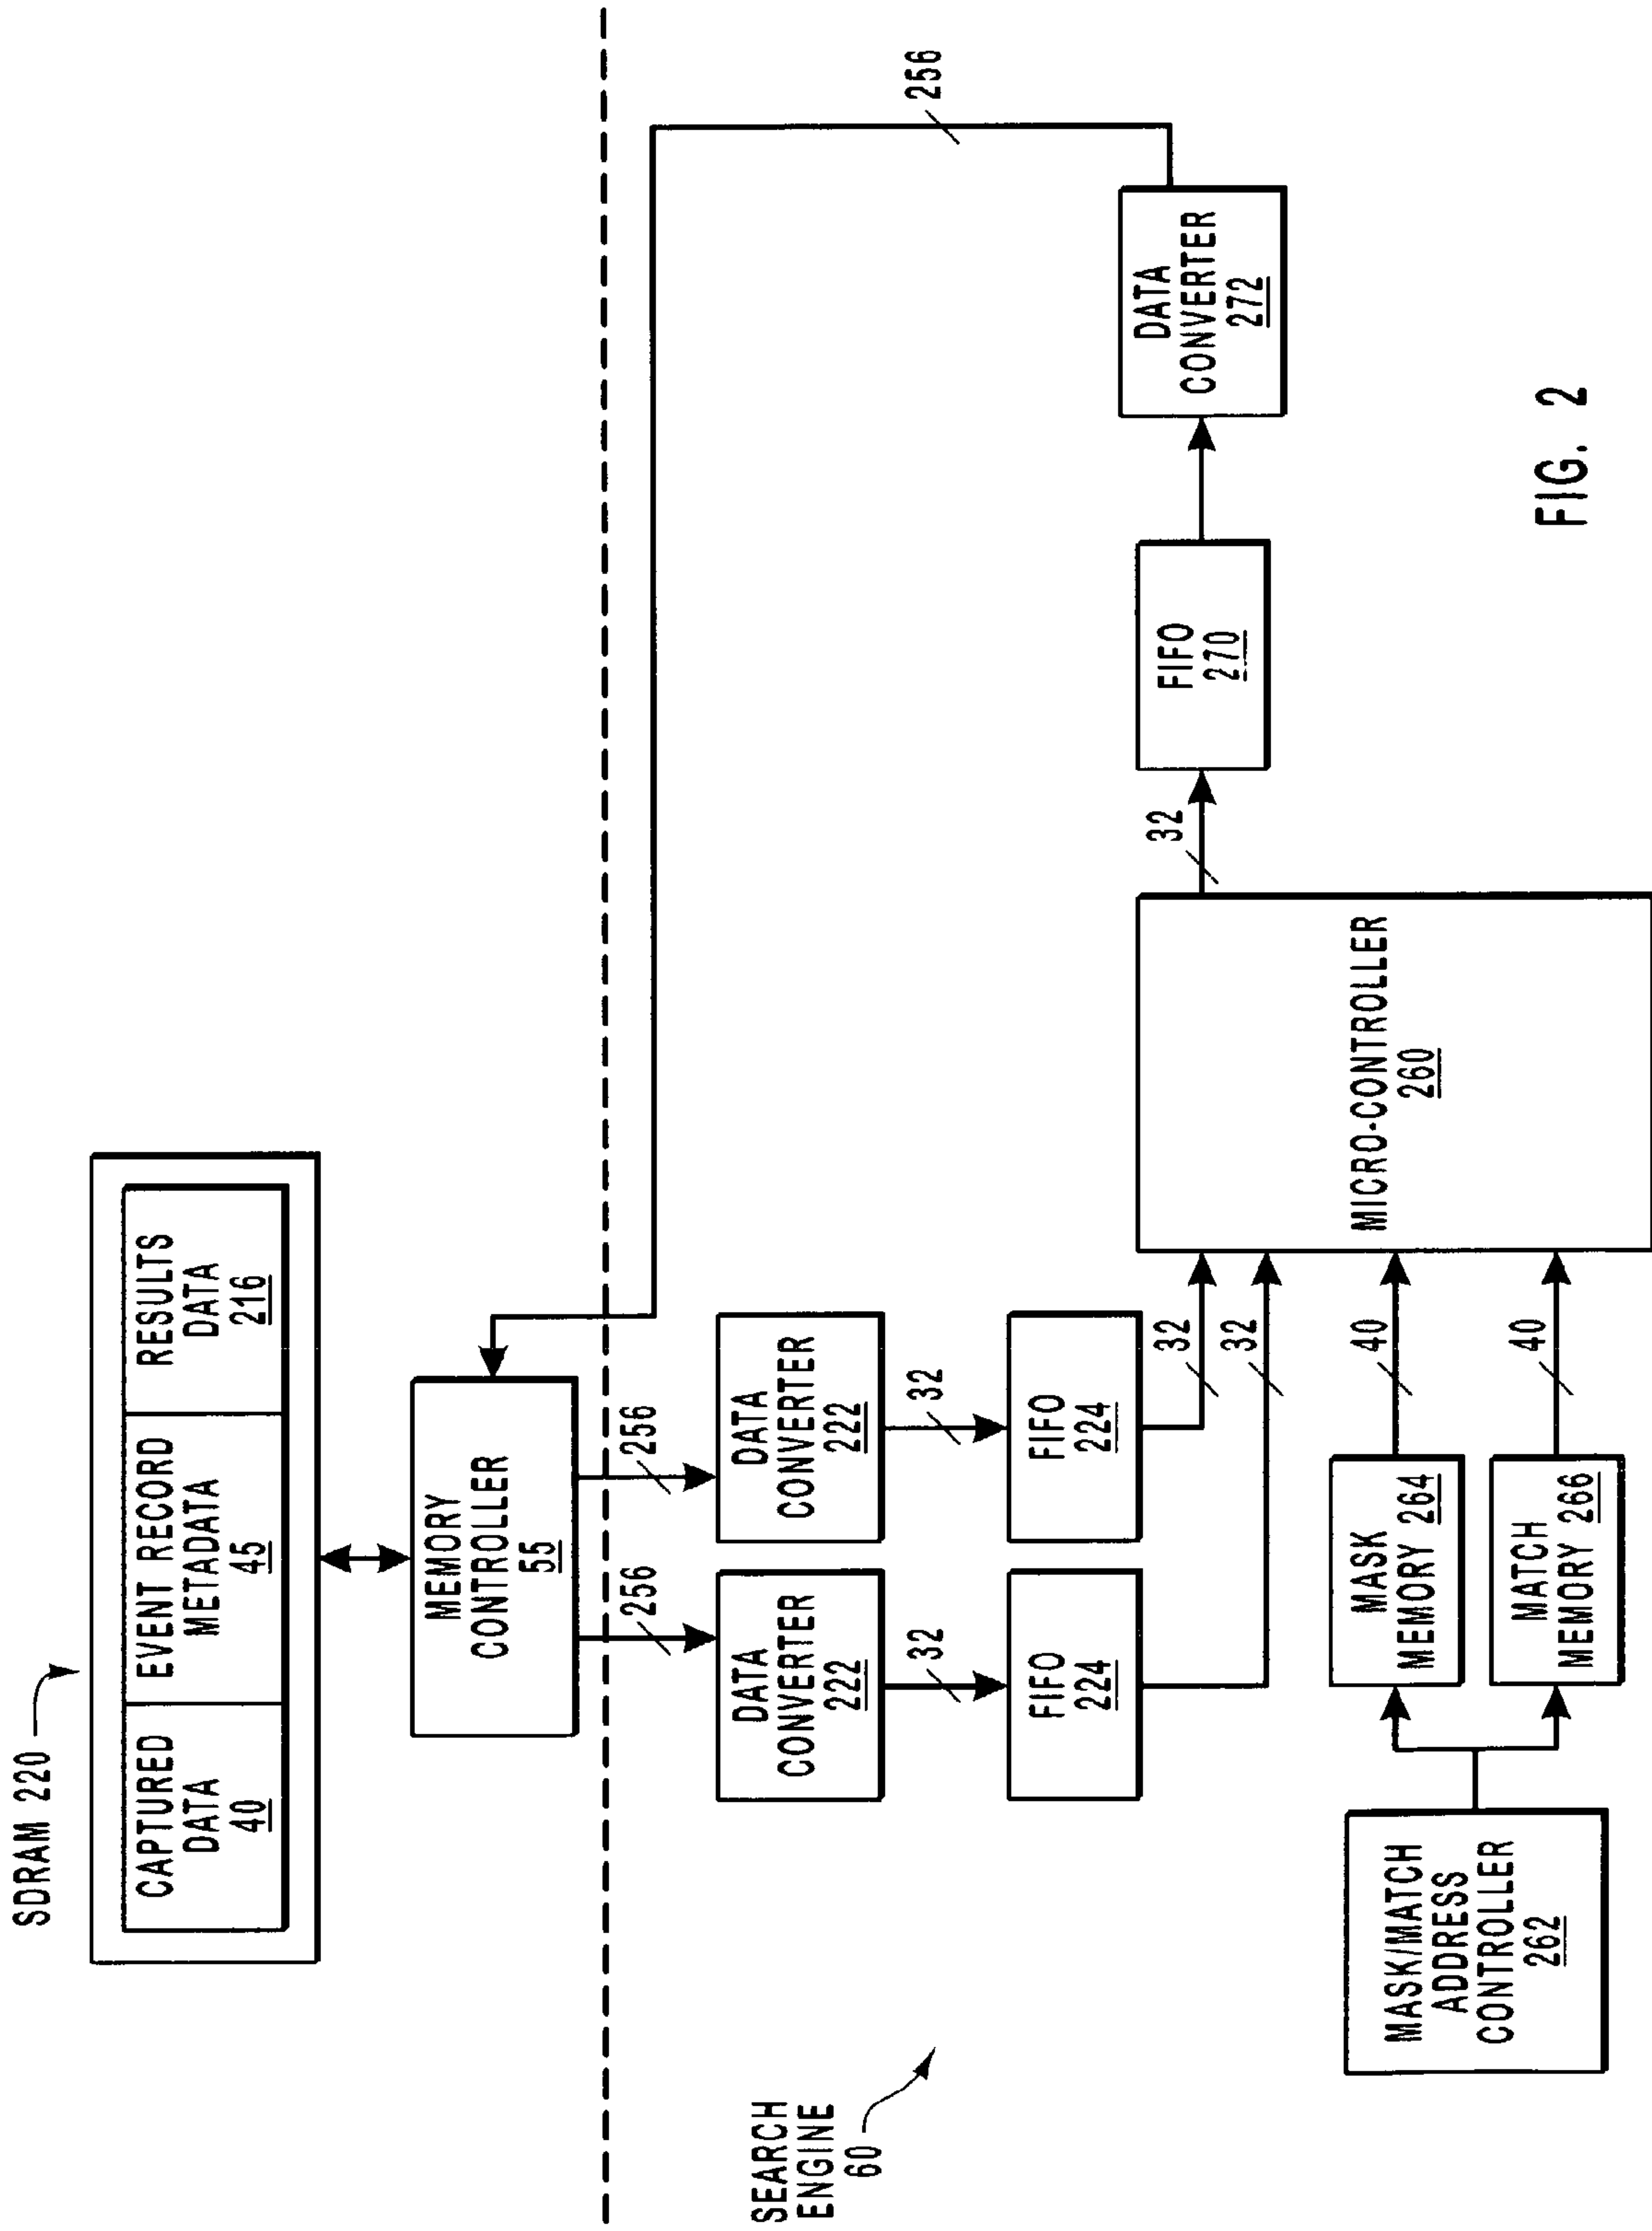 SDRAM 220
CAPTURED
DATA
40
EVENT RECORD
METADATA
45
RESULTS
DATA
216
MEMORY
CONTROLLER
55
256
256
256
SEARCH
ENGINE
60
DATA
CONVERTER
222
DATA
CONVERTER
222
32
32
FIFO
224
FIFO
224
32
32
MASK/MATCH
ADDRESS
CONTROLLER
262
MASK
MEMORY 264
MATCH
MEMORY 266
40
40
MICRO-CONTROLLER
260
32
FIFO
270
DATA
CONVERTER
272
FIG. 2